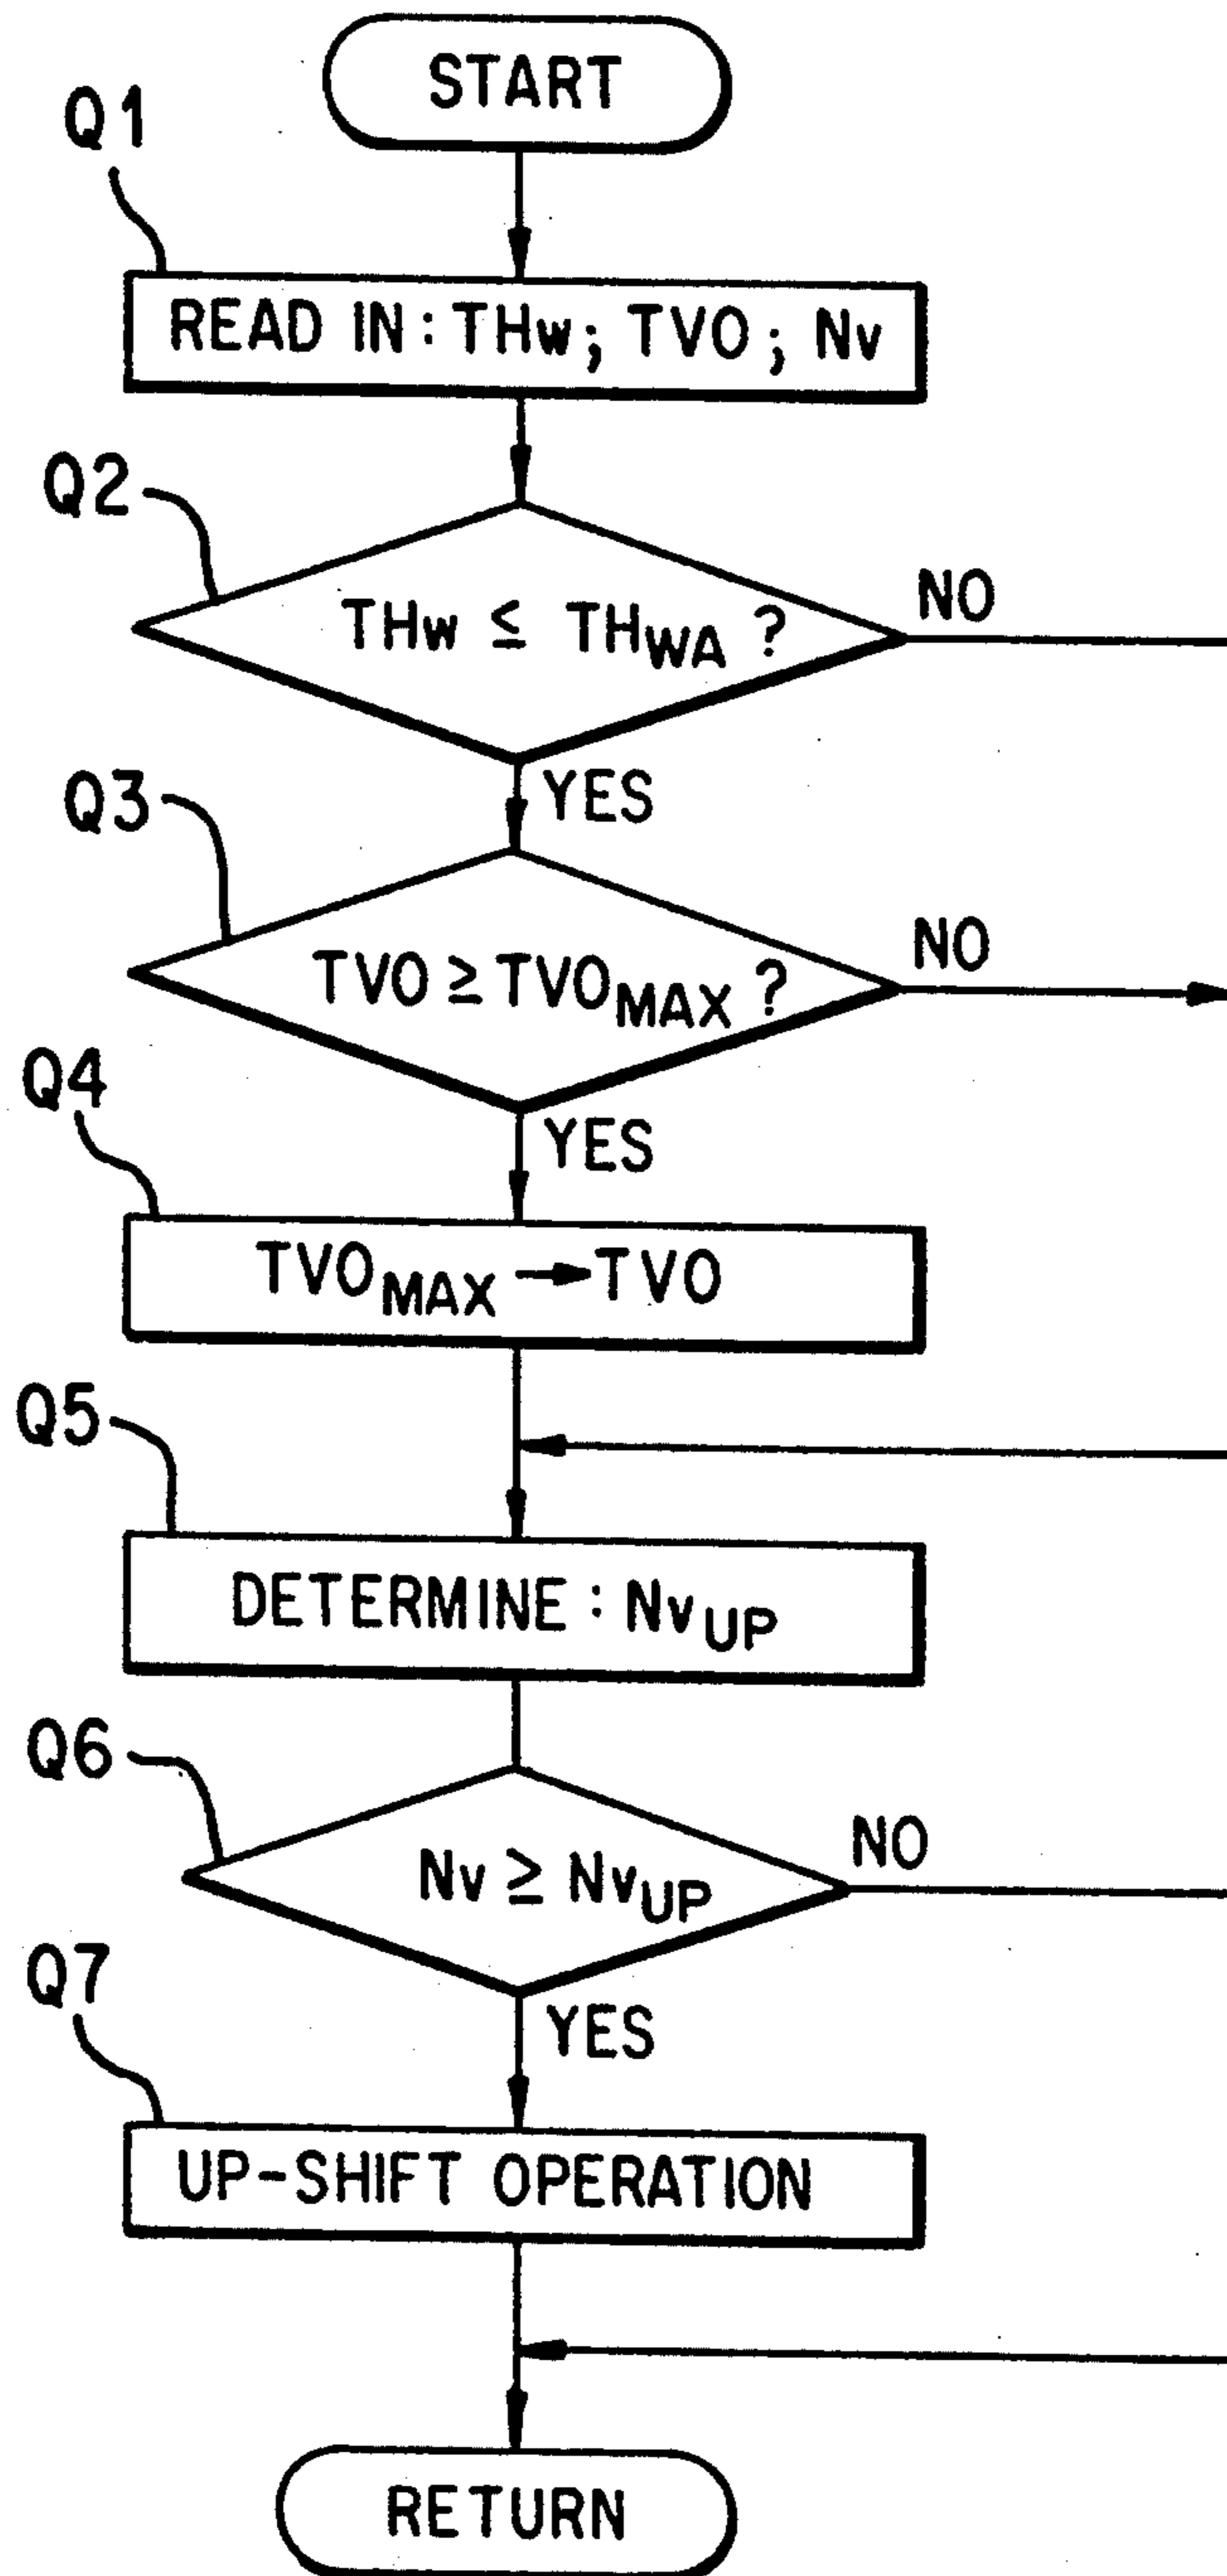 START
Q1
READ IN: THw; TVO; Nv
Q2
THw ≤ THWA ?
NO
YES
Q3
TVO ≥ TVOMAX ?
NO
Q4
YES
TVOMAX → TVO
Q5
DETERMINE: NvUP
Q6
Nv ≥ NvUP
NO
Q7
YES
UP-SHIFT OPERATION
RETURN